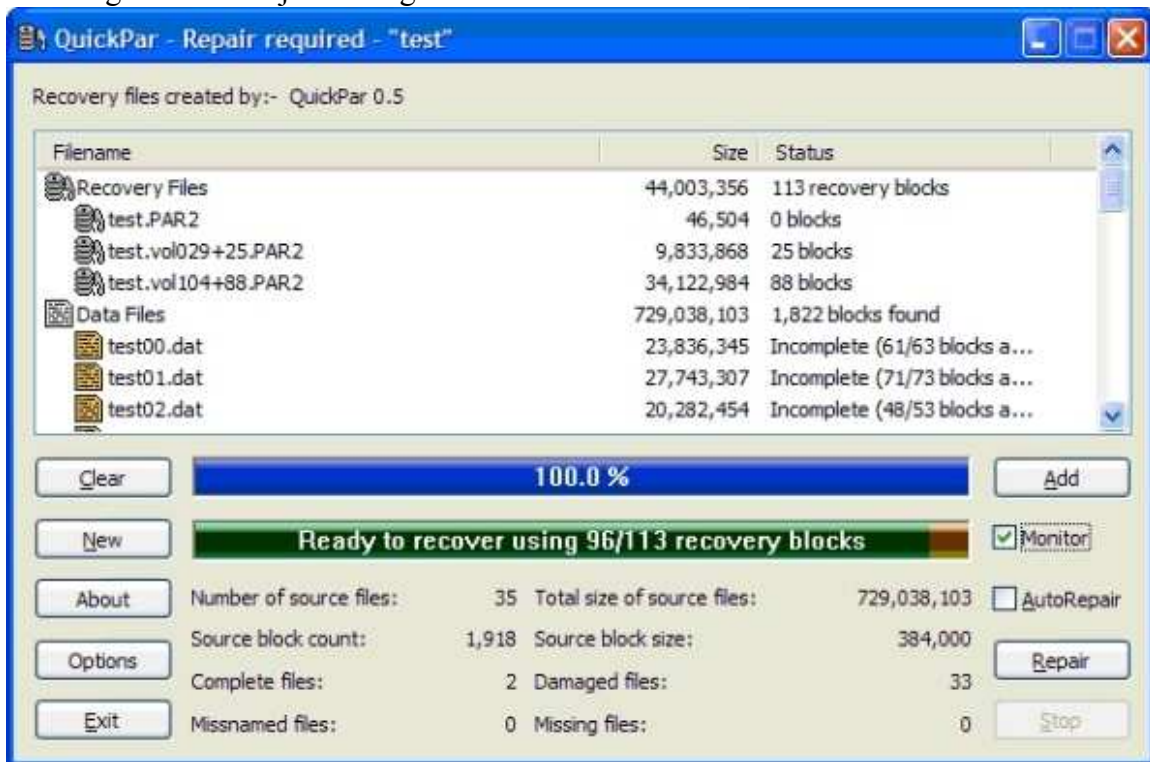 QuickPar - Repair required - "test"
Recovery files created by:- QuickPar 0.5
Filename Size Status
Recovery Files 44,003,356 113 recovery blocks
test.PAR2 46,504 0 blocks
test.vol029+25.PAR2 9,833,868 25 blocks
test.vol104+88.PAR2 34,122,984 88 blocks
Data Files 729,038,103 1,822 blocks found
test00.dat 23,836,345 Incomplete (61/63 blocks a...
test01.dat 27,743,307 Incomplete (71/73 blocks a...
test02.dat 20,282,454 Incomplete (48/53 blocks a...
Clear 100.0 % Add
New Ready to recover using 96/113 recovery blocks Monitor
About Number of source files: 35 Total size of source files: 729,038,103 AutoRepair
Source block count: 1,918 Source block size: 384,000
Options Repair
Complete files: 2 Damaged files: 33
Exit Missnamed files: 0 Missing files: 0 Stop